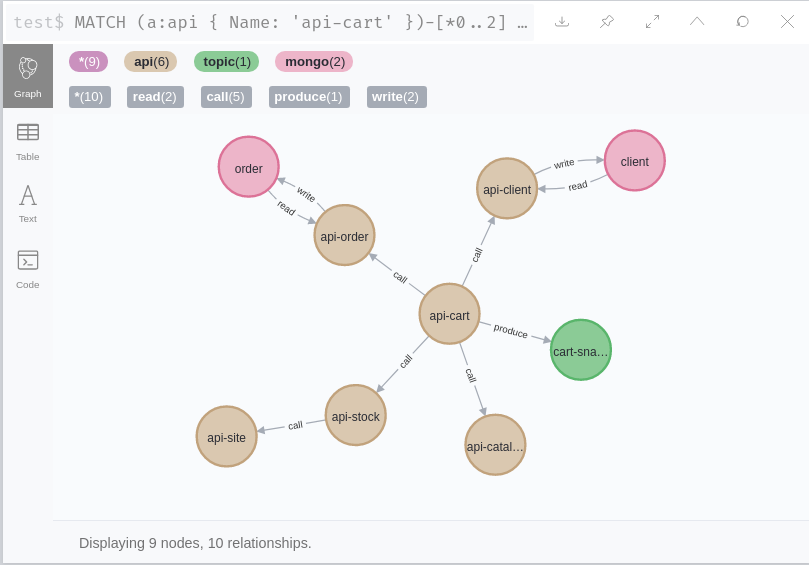 test$ MATCH (a:api { Name: 'api-cart' })-[*0..2] …
*(9) api(6) topic(1) mongo(2)
*(10) read(2) call(5) produce(1) write(2)
Graph
Table
Text
Code
order
write
read
api-order
call
api-client
write
read
client
call
api-cart
produce
cart-sna…
call
call
api-stock
call
api-site
api-catal…
Displaying 9 nodes, 10 relationships.